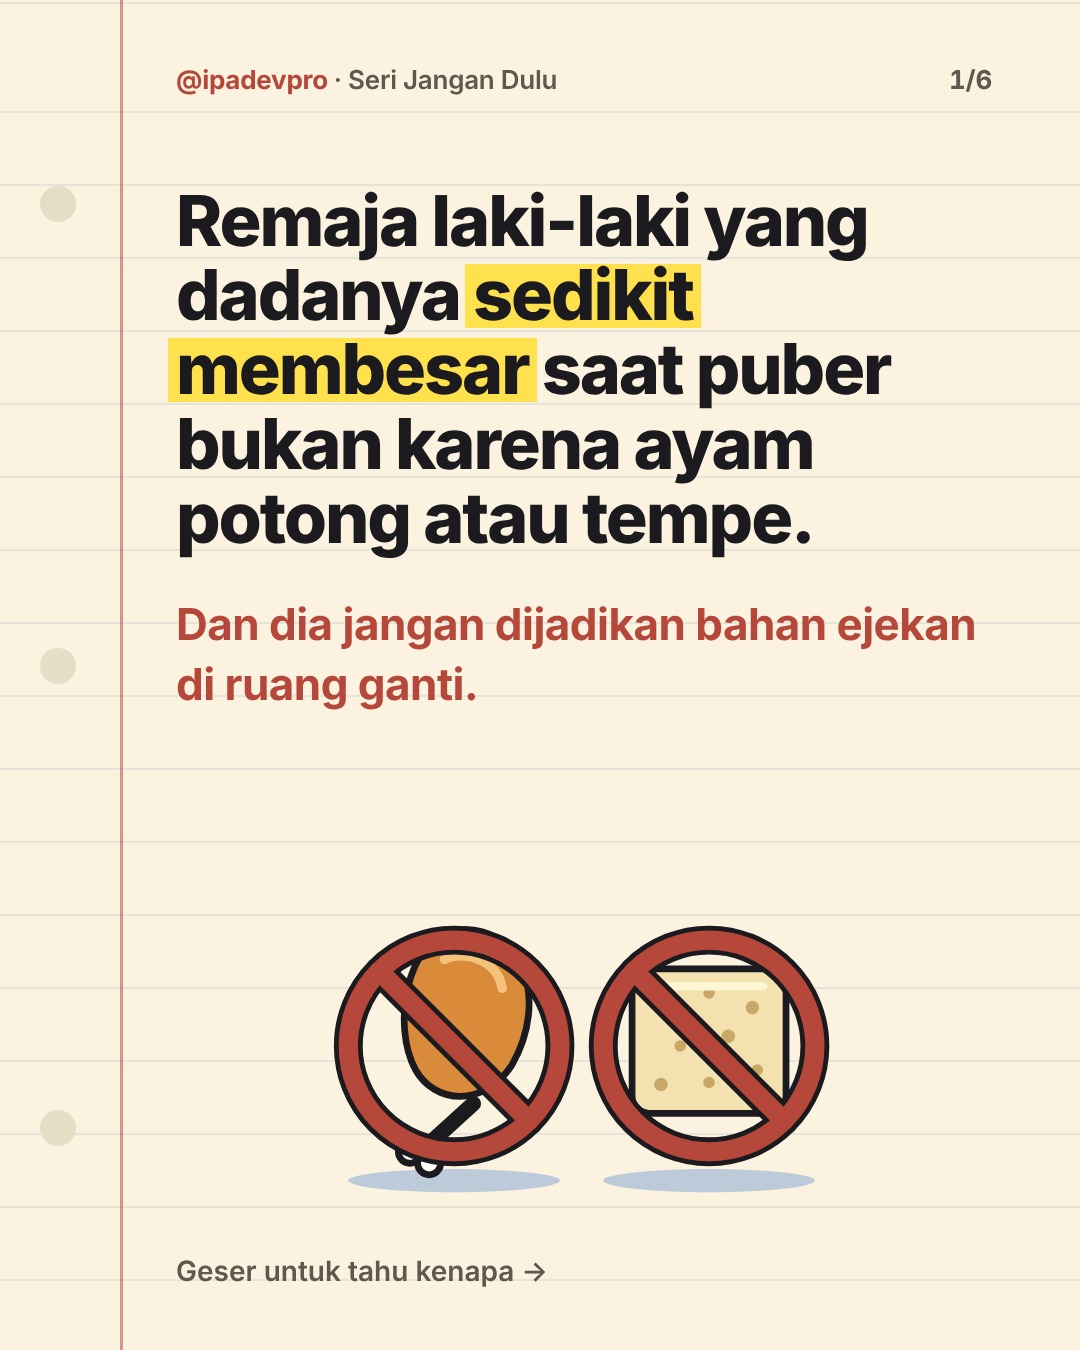 @ipadevpro · Seri Jangan Dulu
1/6
Remaja laki-laki yang
dadanya sedikit
membesar saat puber
bukan karena ayam
potong atau tempe.
Dan dia jangan dijadikan bahan ejekan
di ruang ganti.
Geser untuk tahu kenapa →